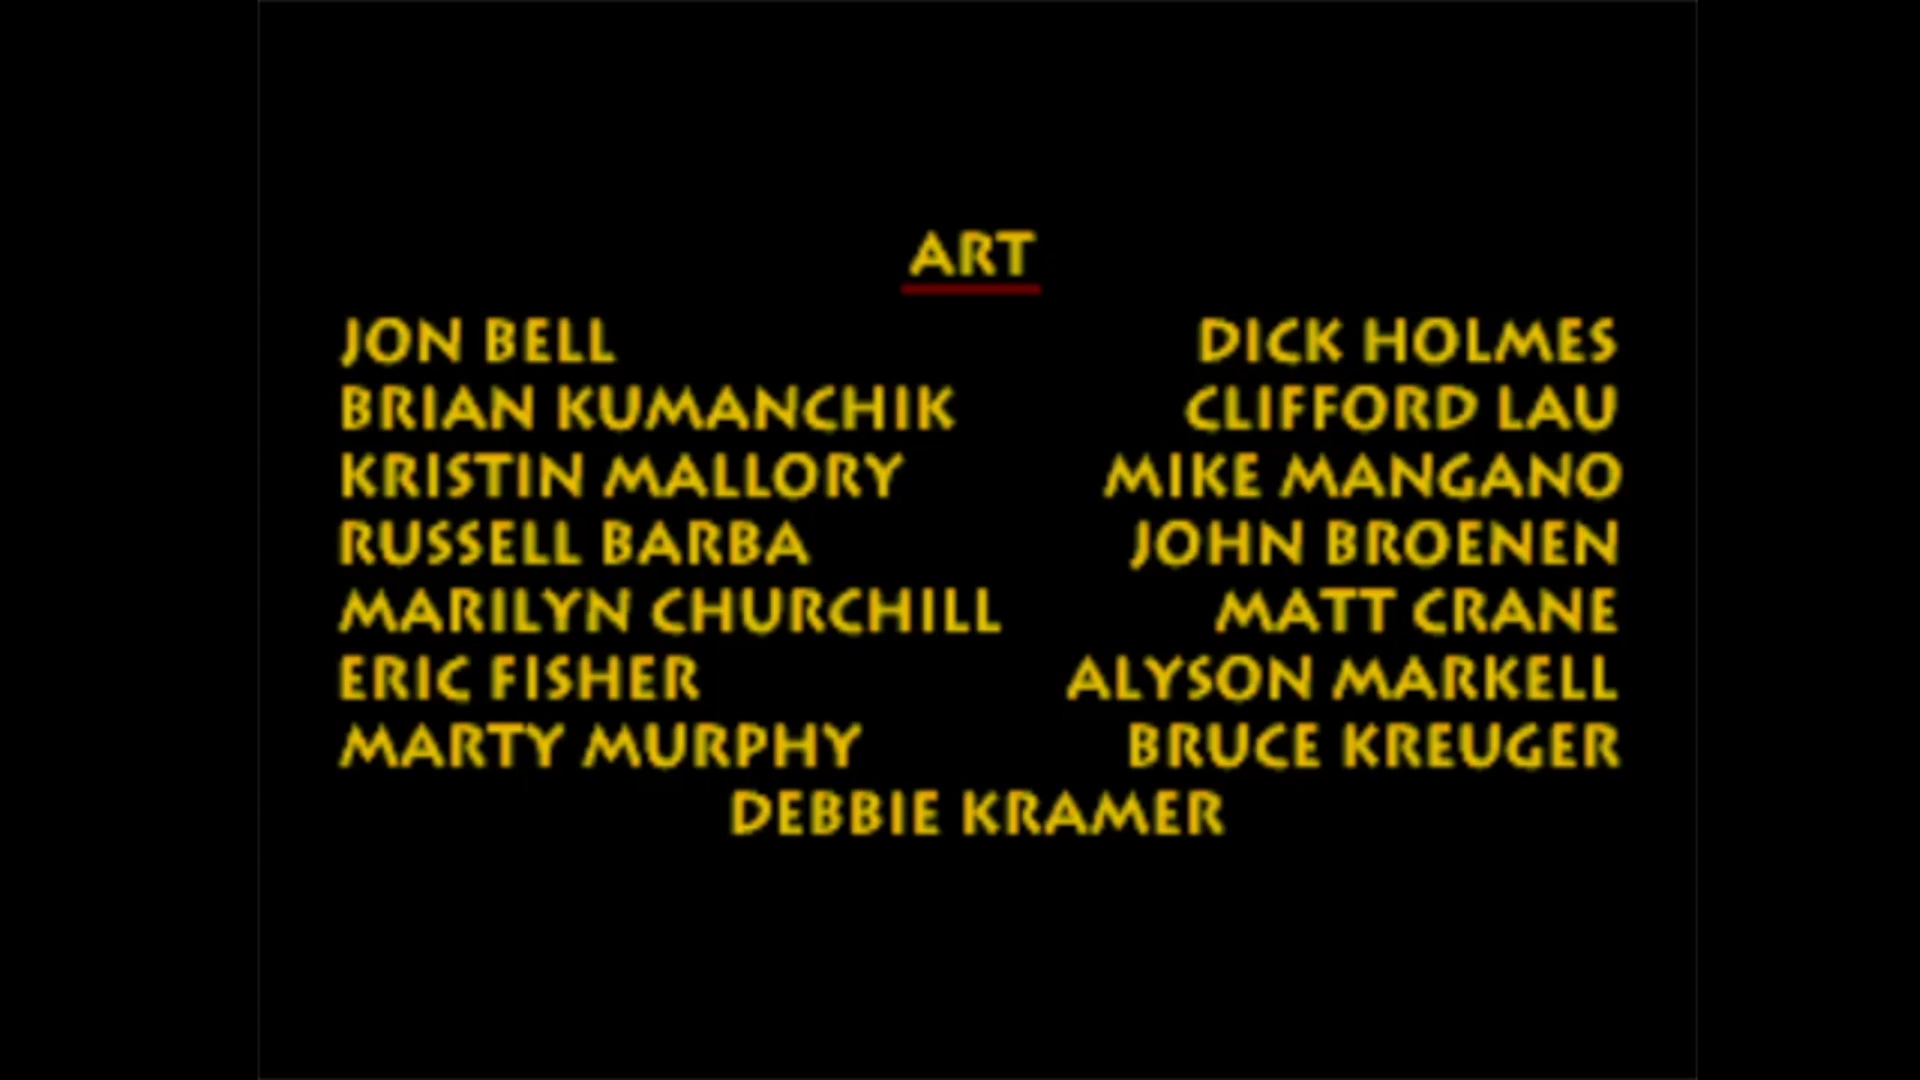 ART
JON BELL DICK HOLMES
BRIAN KUMANCHIK CLIFFORD LAU
KRISTIN MALLORY MIKE MANGANO
RUSSELL BARBA JOHN BROENEN
MARILYN CHURCHILL MATT CRANE
ERIC FISHER ALYSON MARKELL
MARTY MURPHY BRUCE KREUGER
DEBBIE KRAMER